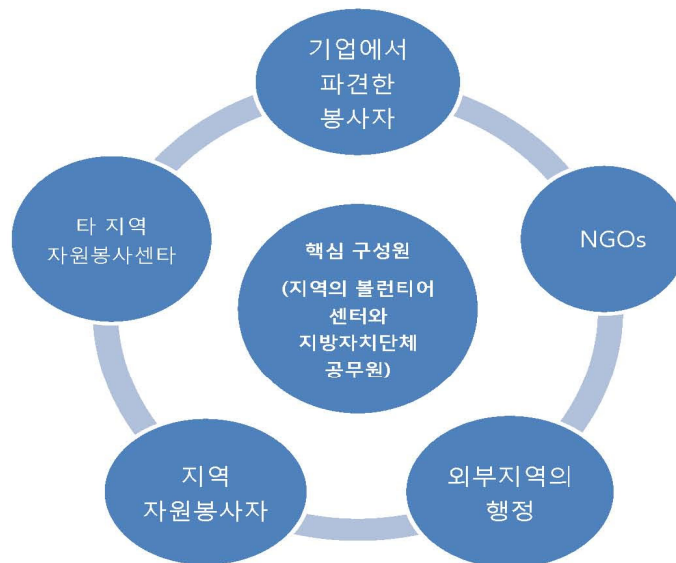 기업에서
파견한
봉사자
타 지역
자원봉사센타
NGOs
핵심 구성원
(지역의 볼런티어
센터와
지방자치단체
공무원)
지역
자원봉사자
외부지역의
행정